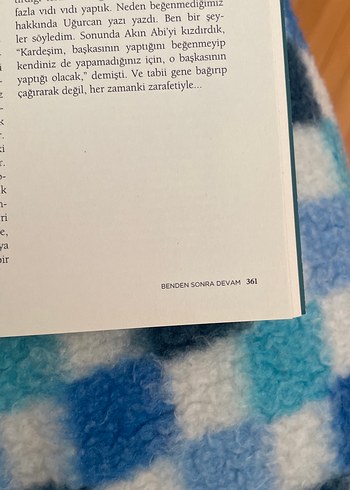 fazla vıdı vıdı yaptık. Neden beğenmediğimiz
hakkında Uğurcan yazı yazdı. Ben bir şey-
ler söyledim. Sonunda Akın Abi'yi kızdırdık,
“Kardeşim, başkasının yaptığını beğenmeyip
kendiniz de yapamadığınız için, o başkasının
yaptığı olacak,” demişti. Ve tabii gene bağırıp
çağırarak değil, her zamanki zarafetiyle...
BENDEN SONRA DEVAM 361